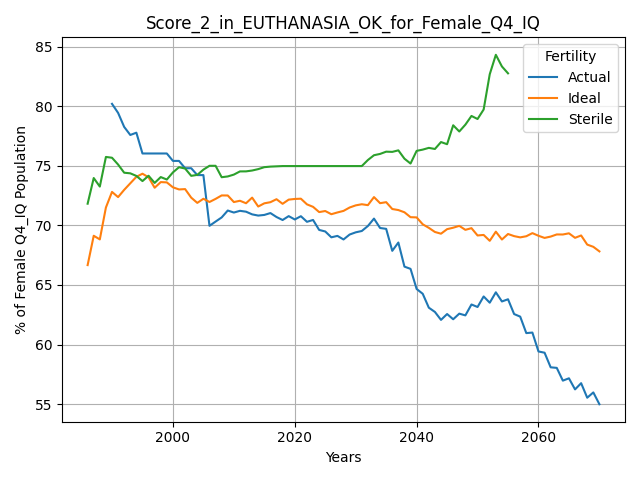 Score_2_in_EUTHANASIA_OK_for_Female_Q4_IQ
Fertility
Actual
Ideal
Sterile
% of Female Q4_IQ Population
85
80
75
70
65
60
55
2000
2020
2040
2060
Years